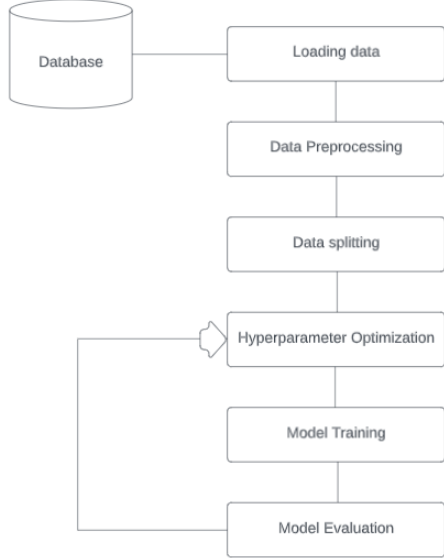 Database
Loading data
Data Preprocessing
Data splitting
Hyperparameter Optimization
Model Training
Model Evaluation